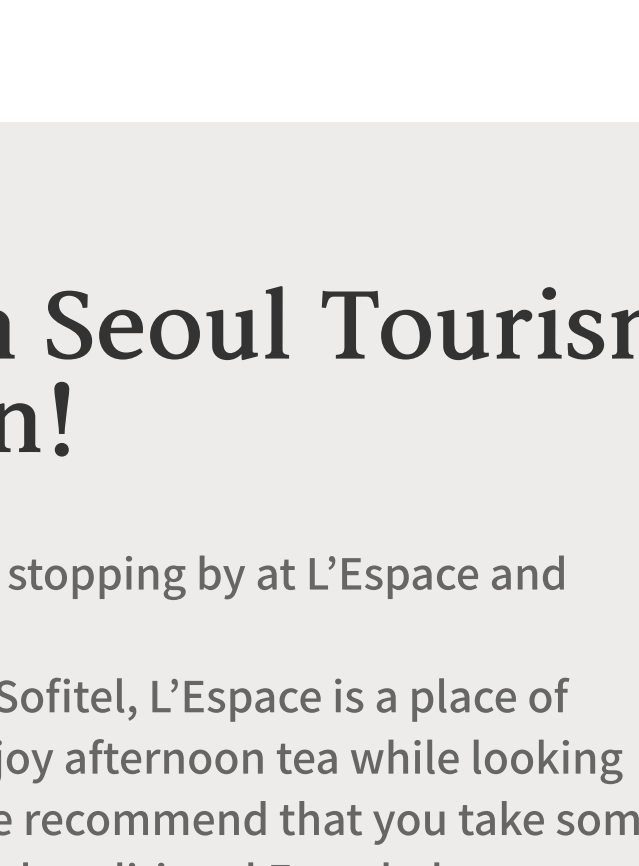 Seoul Tourism
n!
stopping by at L’Espace and
Sofitel, L’Espace is a place of
joy afternoon tea while looking
e recommend that you take som